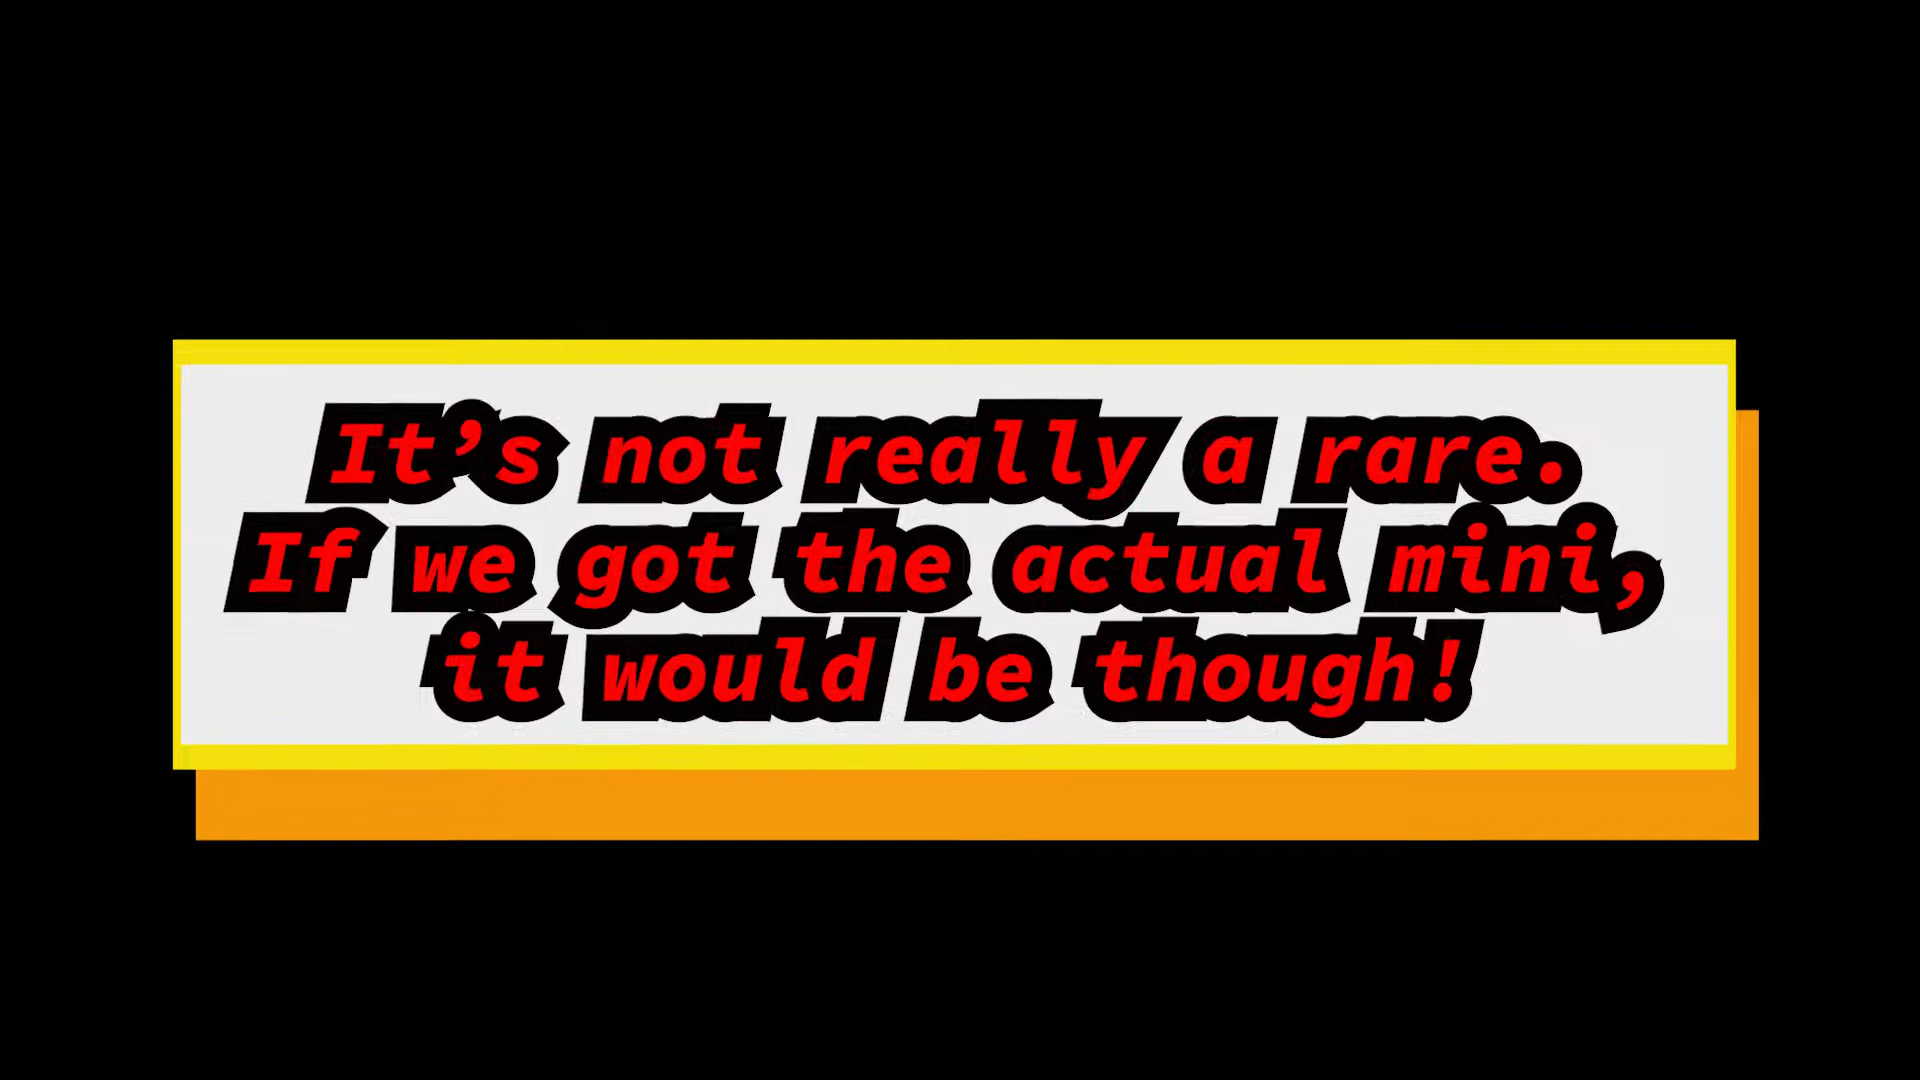 It’s not really a rare.
If we got the actual mini,
it would be though!